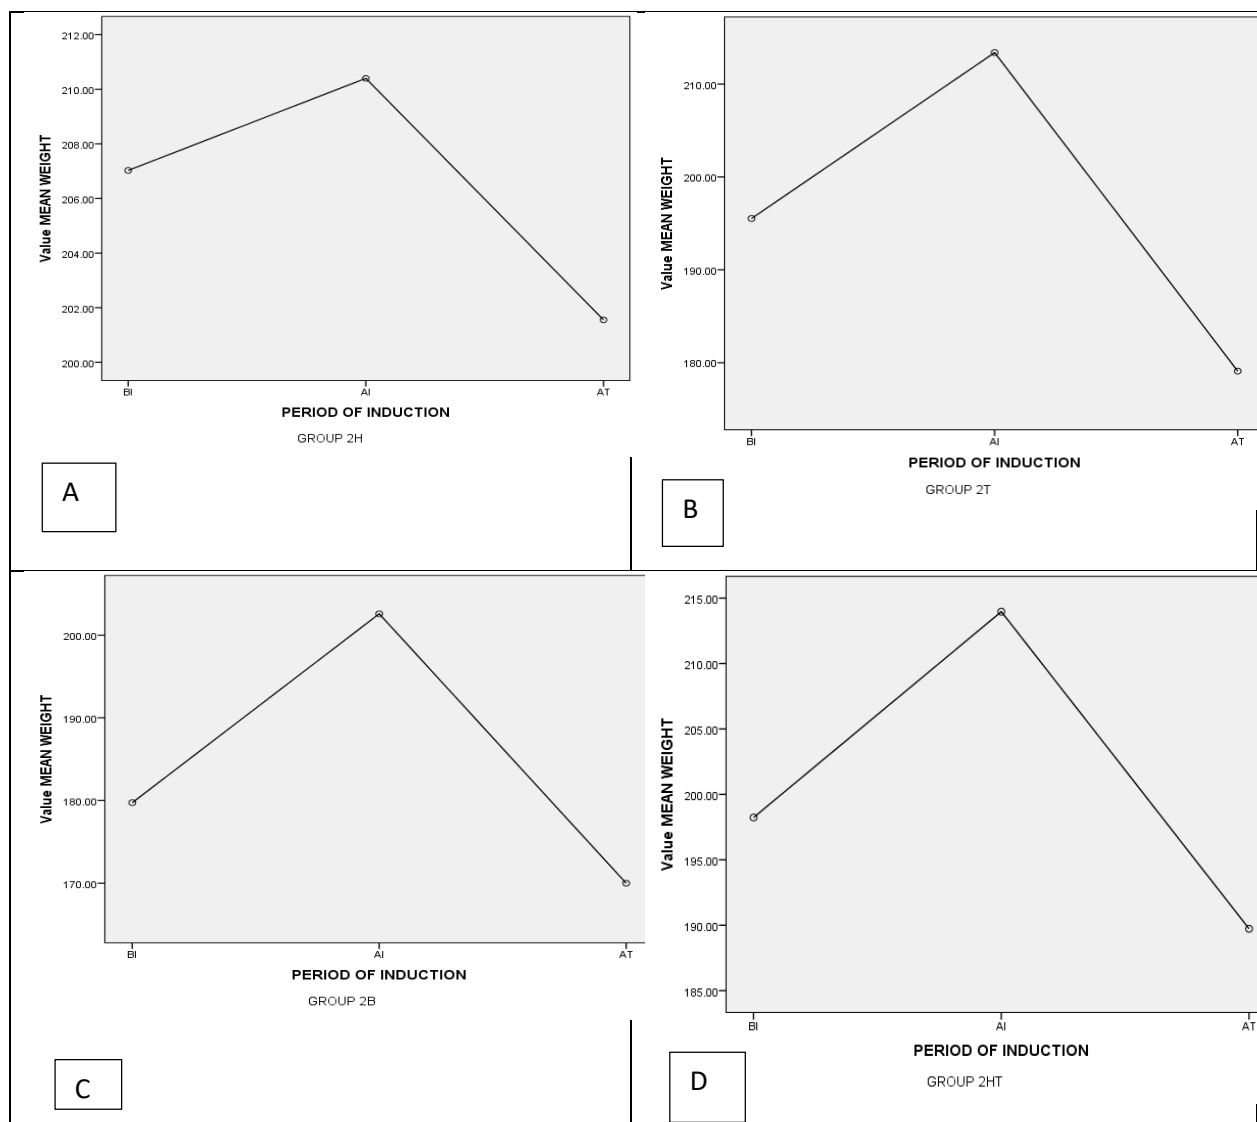 212.00
210.00
208.00
206.00
204.00
202.00
200.00
Value MEAN WEIGHT
BI AI AT
PERIOD OF INDUCTION
GROUP 2H
A
210.00
200.00
190.00
180.00
Value MEAN WEIGHT
BI AI AT
PERIOD OF INDUCTION
GROUP 2T
B
200.00
190.00
180.00
170.00
Value MEAN WEIGHT
BI AI AT
PERIOD OF INDUCTION
GROUP 2B
C
215.00
210.00
205.00
200.00
195.00
190.00
185.00
Value MEAN WEIGHT
BI AI AT
PERIOD OF INDUCTION
GROUP 2HT
D